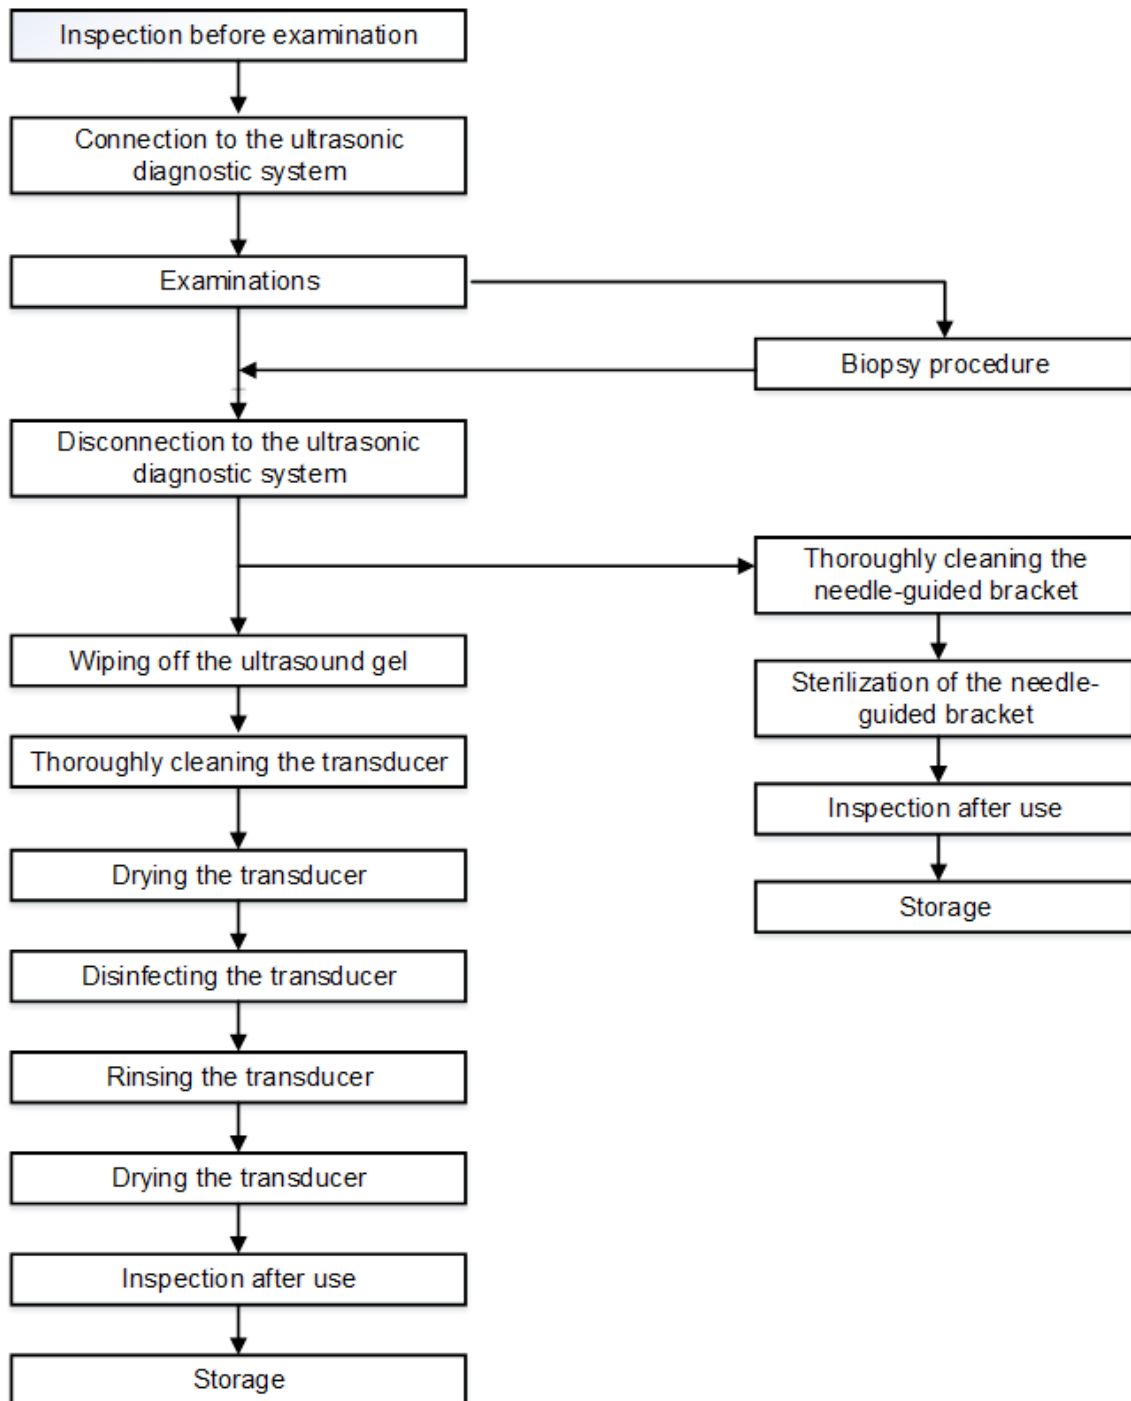 Inspection before examination
Connection to the ultrasonic
diagnostic system
Examinations
Biopsy procedure
Disconnection to the ultrasonic
diagnostic system
Thoroughly cleaning the
needle-guided bracket
Sterilization of the needle-
guided bracket
Inspection after use
Storage
Wiping off the ultrasound gel
Thoroughly cleaning the transducer
Drying the transducer
Disinfecting the transducer
Rinsing the transducer
Drying the transducer
Inspection after use
Storage